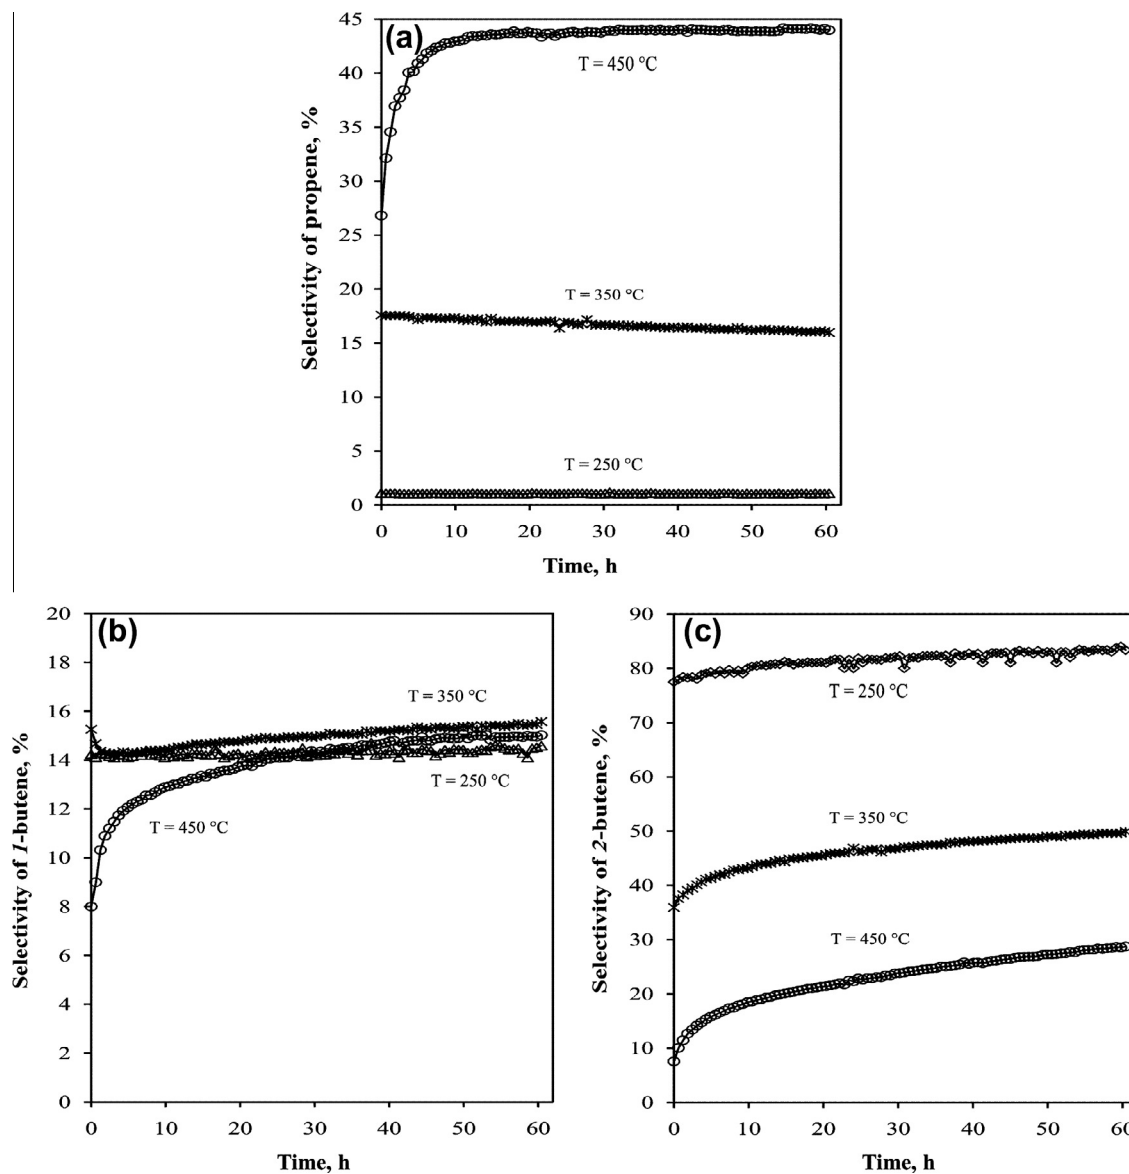 (a)
45
40
35
30
25
20
15
10
5
0
Selectivity of propene, %
T = 450 °C
T = 350 °C
T = 250 °C
0 10 20 30 40 50 60
Time, h
(b)
20
18
16
14
12
10
8
6
4
2
0
Selectivity of 1-butene, %
T = 350 °C
T = 250 °C
T = 450 °C
0 10 20 30 40 50 60
Time, h
(c)
90
80
70
60
50
40
30
20
10
0
Selectivity of 2-butene, %
T = 250 °C
T = 350 °C
T = 450 °C
0 10 20 30 40 50 60
Time, h